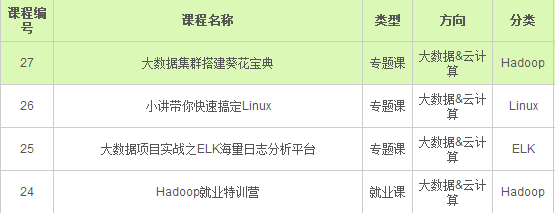 课程编号 课程名称 类型 方向 分类
27 大数据集群搭建葵花宝典 专题课 大数据&云计算 Hadoop
26 小讲带你快速搞定Linux 专题课 大数据&云计算 Linux
25 大数据项目实战之ELK海量日志分析平台 专题课 大数据&云计算 ELK
24 Hadoop就业特训营 就业课 大数据&云计算 Hadoop